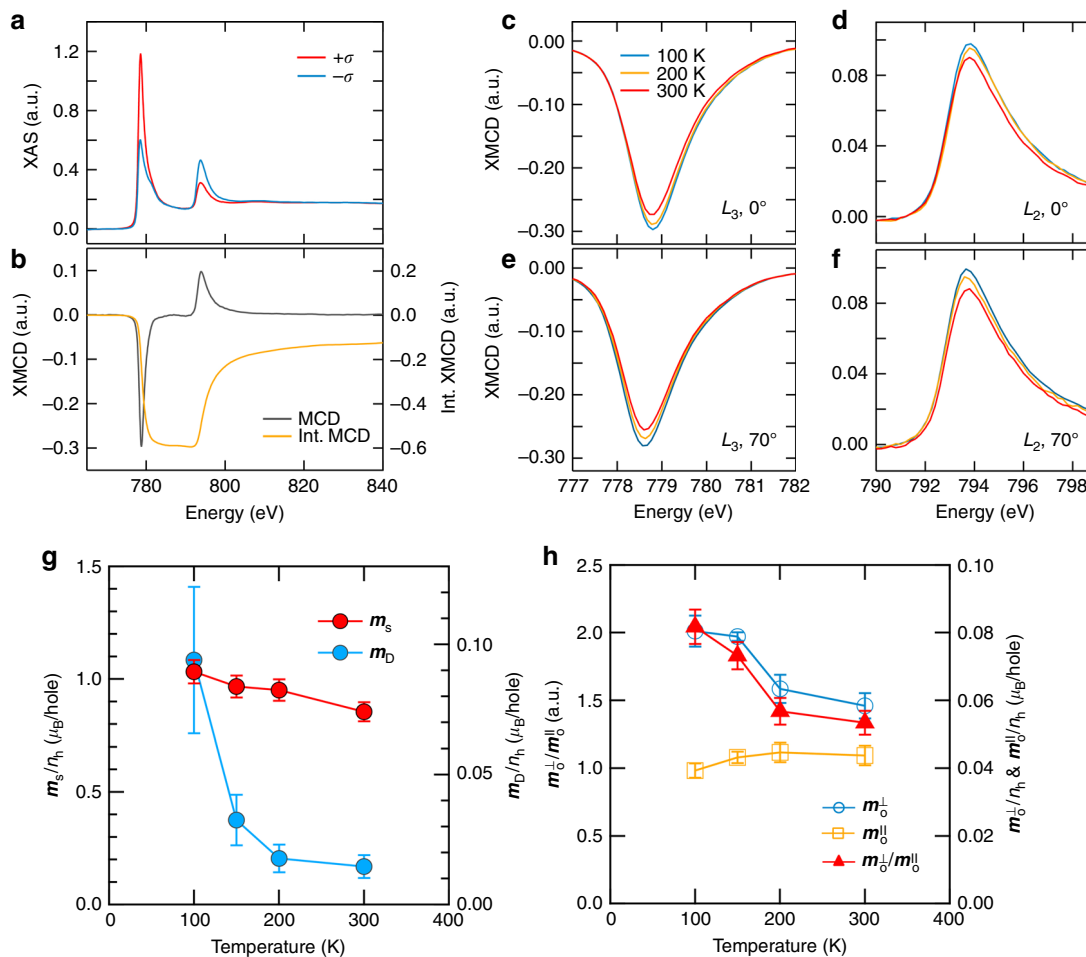 a
1.2
0.8
0.4
0.0
XAS (a.u.)
+σ
−σ
b
0.1
0.0
−0.1
−0.2
−0.3
XMCD (a.u.)
0.2
0.0
−0.2
−0.4
−0.6
Int. XMCD (a.u.)
MCD
Int. MCD
780 800 820 840
Energy (eV)
c
0.00
−0.10
−0.20
−0.30
XMCD (a.u.)
100 K
200 K
300 K
L3, 0°
d
0.08
0.04
0.00
L2, 0°
e
0.00
−0.10
−0.20
−0.30
XMCD (a.u.)
L3, 70°
777 778 779 780 781 782
Energy (eV)
f
0.08
0.04
0.00
L2, 70°
790 792 794 796 798
Energy (eV)
g
1.5
1.0
0.5
0.0
ms/nh (μB/hole)
ms
mD
0.10
0.05
0.00
mD/nh (μB/hole)
0 100 200 300 400
Temperature (K)
h
2.5
2.0
1.5
1.0
0.5
0.0
mo⊥/mo|| (a.u.)
mo⊥
mo||
mo⊥/mo||
0.10
0.08
0.06
0.04
0.02
0.00
mo⊥/nh & mo||/nh (μB/hole)
0 100 200 300 400
Temperature (K)